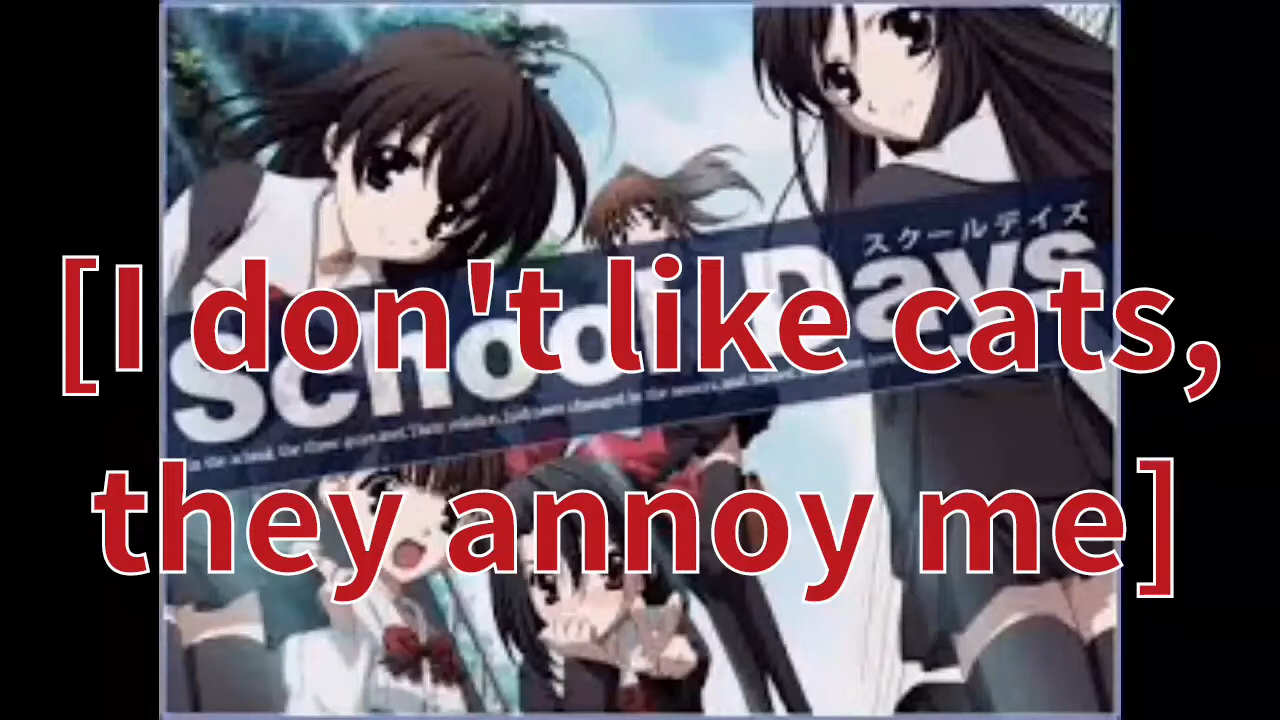 スクールデイズ
School Days
[I don't like cats,
they annoy me]